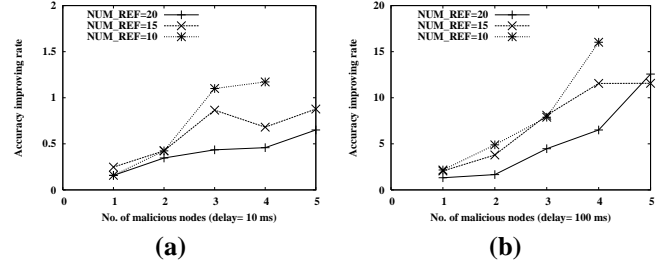 Accuracy improving rate
2
1.5
1
0.5
0
NUM_REF=20
NUM_REF=15
NUM_REF=10
0 1 2 3 4 5
No. of malicious nodes (delay= 10 ms)
(a)
Accuracy improving rate
20
15
10
5
0
NUM_REF=20
NUM_REF=15
NUM_REF=10
0 1 2 3 4 5
No. of malicious nodes (delay= 100 ms)
(b)